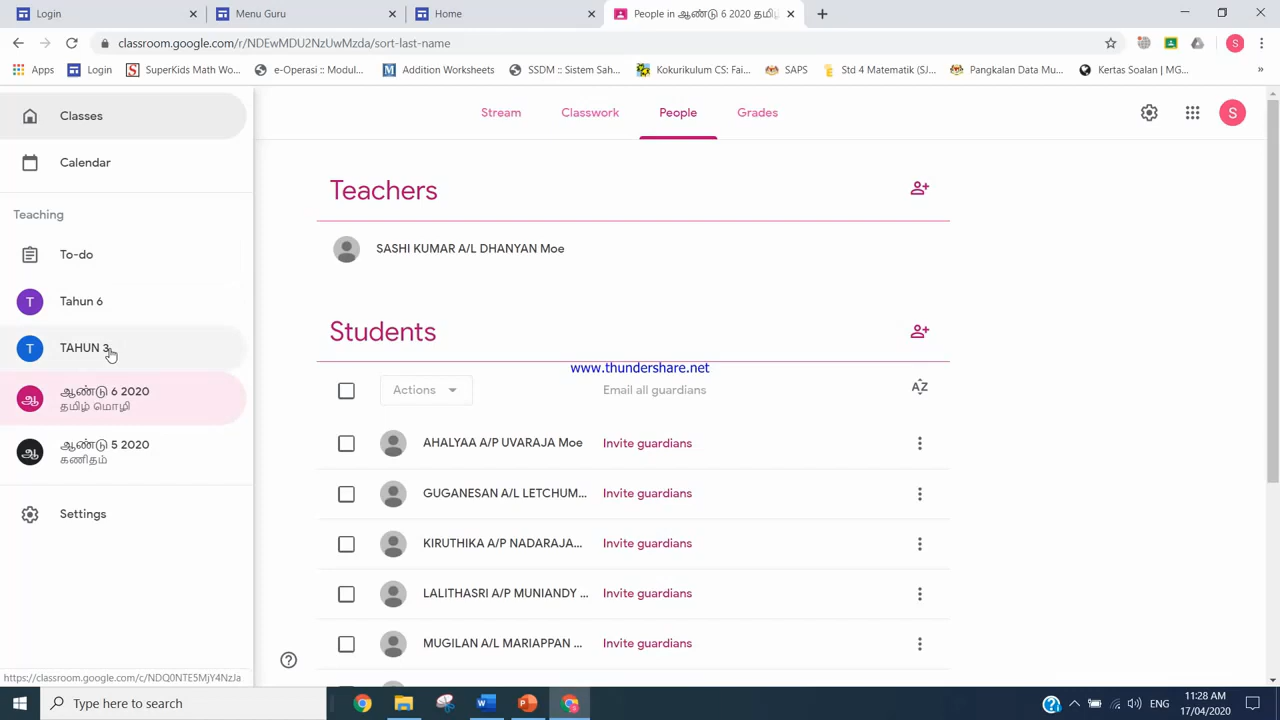 Login
Menu Guru
Home
People in ஆண்டு 6 2020 தமிழ்
classroom.google.com/r/NDEwMDU2NzUwMzda/sort-last-name
S
Apps
Login
SuperKids Math Wo...
e-Operasi :: Modul...
Addition Worksheets
SSDM :: Sistem Sah...
Kokurikulum CS: Fai...
SAPS
Std 4 Matematik (SJ...
Pangkalan Data Mu...
Kertas Soalan | MG...
»
Classes
Stream
Classwork
People
Grades
S
Calendar
Teaching
Teachers
SASHI KUMAR A/L DHANYAN Moe
To-do
T Tahun 6
T TAHUN 3
Students
www.thundershare.net
Actions
Email all guardians
AZ
ஆ ஆண்டு 6 2020
தமிழ் மொழி
ஆ ஆண்டு 5 2020
கணிதம்
AHALYAA A/P UVARAJA Moe Invite guardians
GUGANESAN A/L LETCHUM... Invite guardians
Settings
KIRUTHIKA A/P NADARAJA... Invite guardians
LALITHASRI A/P MUNIANDY ... Invite guardians
MUGILAN A/L MARIAPPAN ... Invite guardians
https://classroom.google.com/c/NDQ0NTE5MjY4NzJa
Type here to search
ENG
11:28 AM
17/04/2020